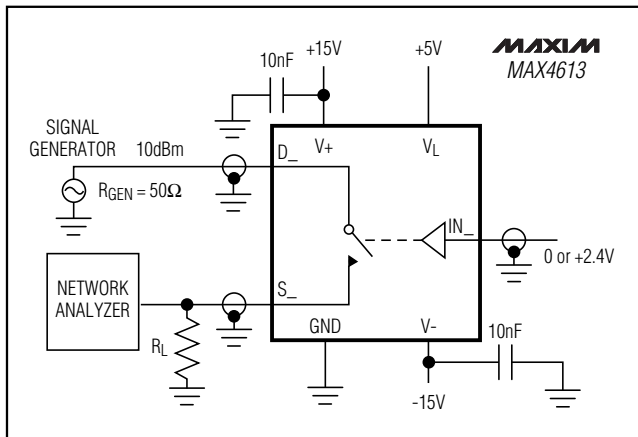 MAXIM
MAX4613
+15V
+5V
10nF
SIGNAL
GENERATOR
10dBm
D_
V+
VL
RGEN = 50Ω
IN_
0 or +2.4V
NETWORK
ANALYZER
S_
RL
GND
V-
10nF
-15V